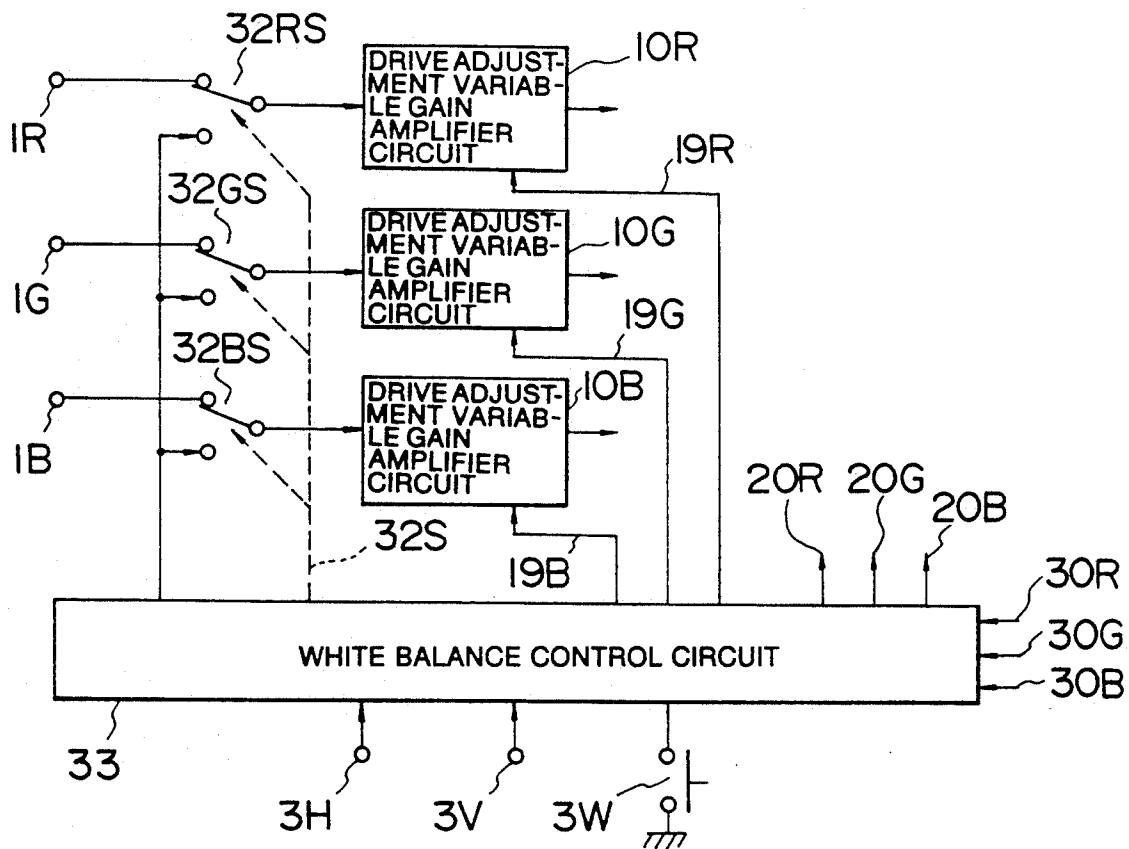 32RS
DRIVE ADJUST-
MENT VARIAB-
LE GAIN
AMPLIFIER
CIRCUIT
10R
1R
19R
32GS
DRIVE ADJUST-
MENT VARIAB-
LE GAIN
AMPLIFIER
CIRCUIT
10G
1G
19G
32BS
DRIVE ADJUST-
MENT VARIAB-
LE GAIN
AMPLIFIER
CIRCUIT
10B
1B
20R
20G
20B
32S
19B
30R
WHITE BALANCE CONTROL CIRCUIT
30G
30B
33
3H
3V
3W